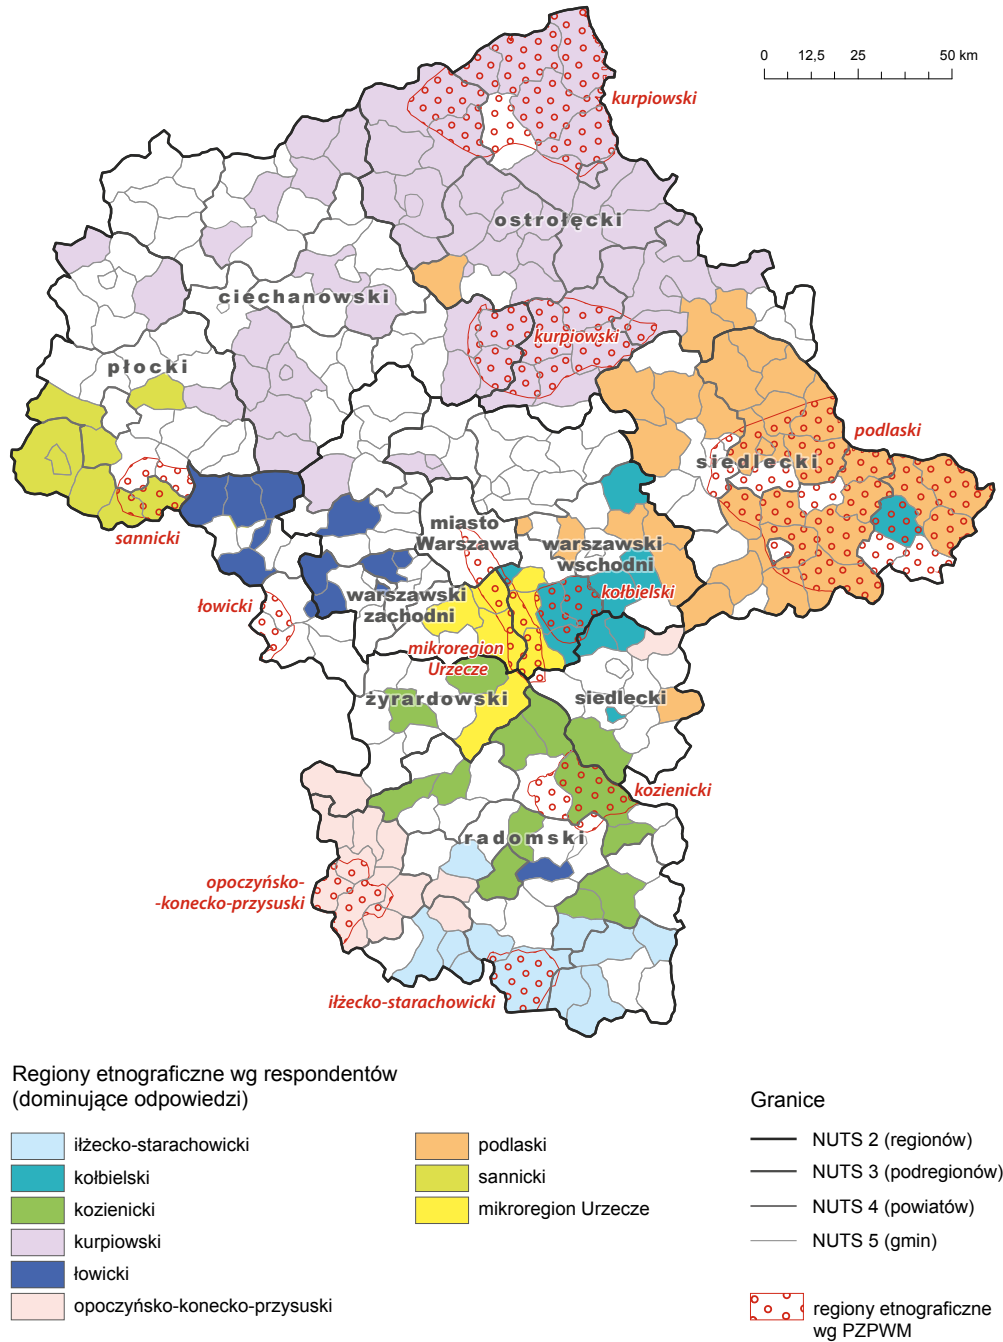 0 12,5 25 50 km
kurpiowski
ostrołęcki
ciechanowski
kurpiowski
płocki
podlaski
siedlecki
sannicki
miasto
Warszawa
warszawski
wschodni
kołbielski
łowicki
warszawski
zachodni
mikroregion
Urzecze
żyrardowski
siedlecki
kozienicki
radomski
opoczyńsko-
-konecko-przysuski
iłżecko-starachowicki
Regiony etnograficzne wg respondentów
(dominujące odpowiedzi)
iłżecko-starachowicki
kołbielski
kozienicki
kurpiowski
łowicki
opoczyńsko-konecko-przysuski
podlaski
sannicki
mikroregion Urzecze
Granice
NUTS 2 (regionów)
NUTS 3 (podregionów)
NUTS 4 (powiatów)
NUTS 5 (gmin)
regiony etnograficzne
wg PZPWM